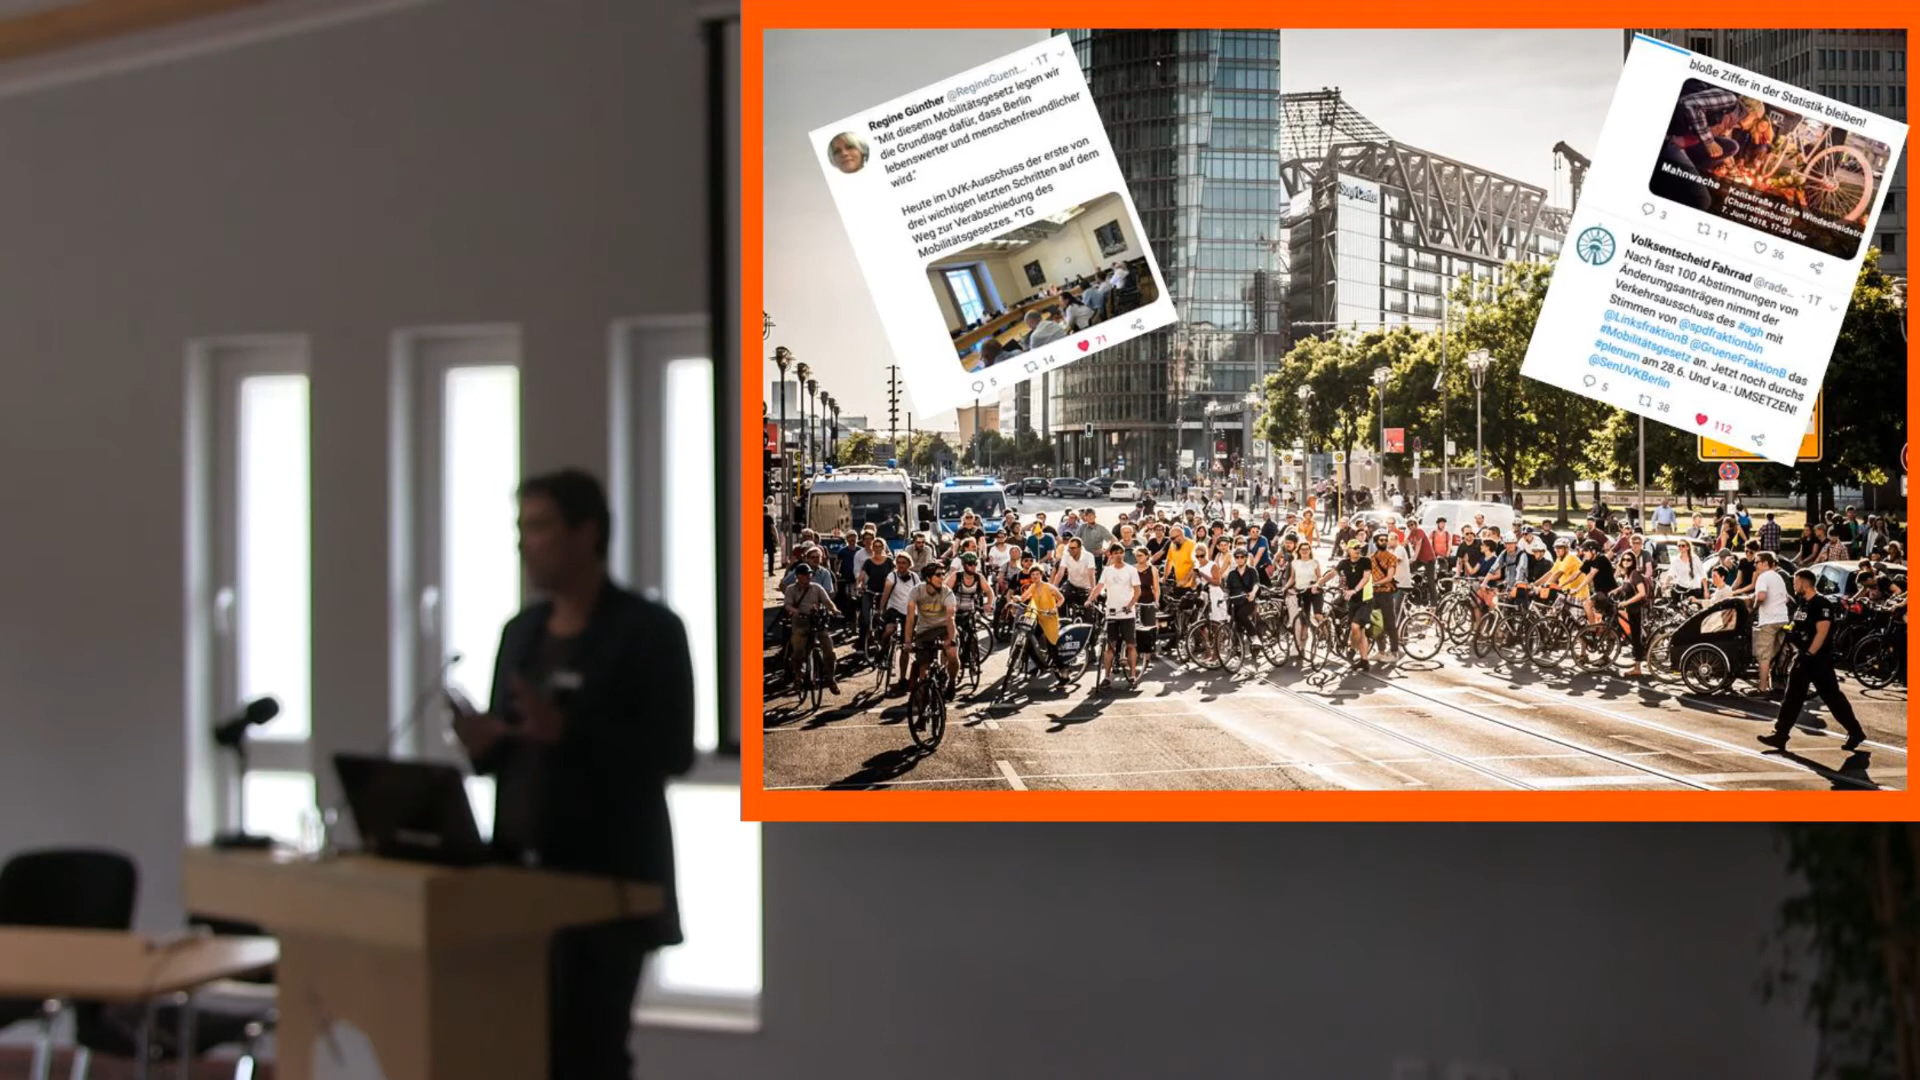 Regine Günther @RegineGuent... · 1T
"Mit diesem Mobilitätsgesetz legen wir
die Grundlage dafür, dass Berlin
lebenswerter und menschenfreundlicher
wird."
Heute im UVK-Ausschuss der erste von
drei wichtigen letzten Schritten auf dem
Weg zur Verabschiedung des
Mobilitätsgesetzes. ^TG
5 14 71
Sony Center
bloße Ziffer in der Statistik bleiben!
Mahnwache
Kantstraße / Ecke Windscheidstr
(Charlottenburg)
7. Juni 2018, 17:30 Uhr
3 11 36
Volksentscheid Fahrrad @rade... · 1T
Nach fast 100 Abstimmungen von
Änderungsanträgen nimmt der
Verkehrsausschuss des #agh mit
Stimmen von @spdfraktionbln
@LinksfraktionB @GrueneFraktionB das
#Mobilitätsgesetz an. Jetzt noch durchs
#plenum am 28.6. Und v.a.: UMSETZEN!
@SenUVKBerlin
5 38 112